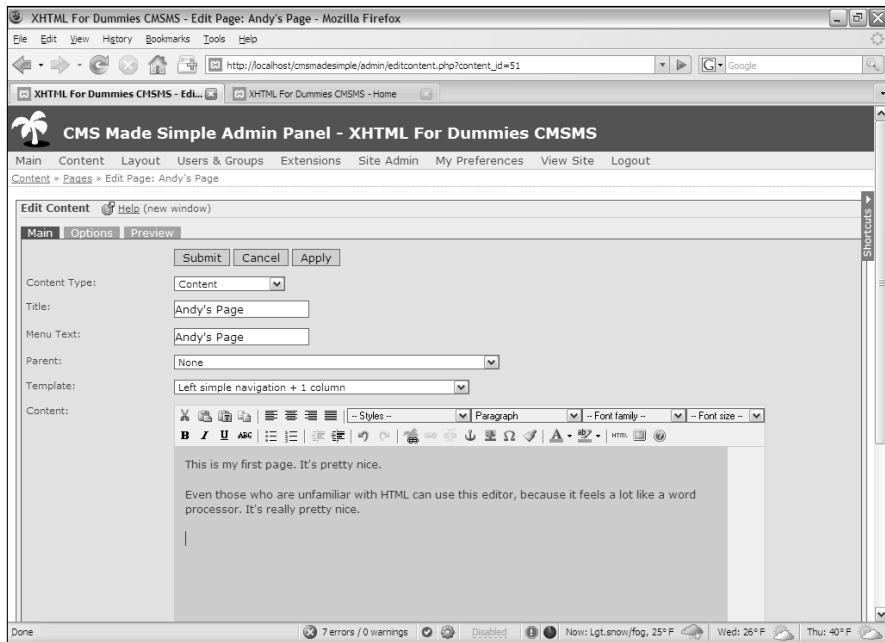 XHTML For Dummies CMSMS - Edit Page: Andy's Page - Mozilla Firefox
File Edit View History Bookmarks Tools Help
http://localhost/cmsmadesimple/admin/editcontent.php?content_id=51
G Google
XHTML For Dummies CMSMS - Edi...
XHTML For Dummies CMSMS - Home
CMS Made Simple Admin Panel - XHTML For Dummies CMSMS
Main Content Layout Users & Groups Extensions Site Admin My Preferences View Site Logout
Content » Pages » Edit Page: Andy's Page
Shortcuts
Edit Content Help (new window)
Main Options Preview
Submit Cancel Apply
Content Type: Content
Title: Andy's Page
Menu Text: Andy's Page
Parent: None
Template: Left simple navigation + 1 column
Content:
-- Styles -- Paragraph -- Font family -- -- Font size --
B I U ABC Ω A ab HTML
This is my first page. It's pretty nice.
Even those who are unfamiliar with HTML can use this editor, because it feels a lot like a word
processor. It's really pretty nice.
Done 7 errors / 0 warnings Disabled Now: Lgt.snow/fog, 25° F Wed: 26° F Thu: 40° F